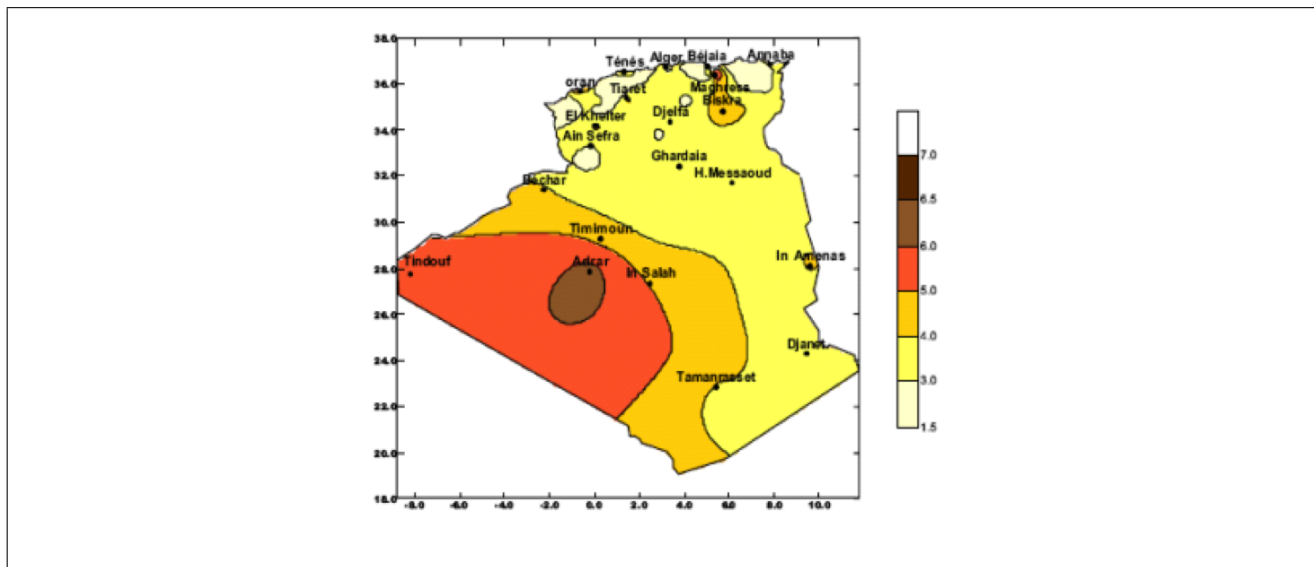 38.0
Ténès Alger Béjaia Annaba
36.0
oran Tiaret Maghress
Biskra
El Kheiter Djelfa
34.0
Ain Sefra
Ghardaia
H.Messaoud
32.0
Béchar
30.0
Timimoun
In Amenas
28.0
Tindouf Adrar In Salah
26.0
Djanet
24.0
Tamanrasset
22.0
20.0
18.0
-8.0 -6.0 -4.0 -2.0 0.0 2.0 4.0 6.0 8.0 10.0
7.0
6.5
6.0
5.0
4.0
3.0
1.5